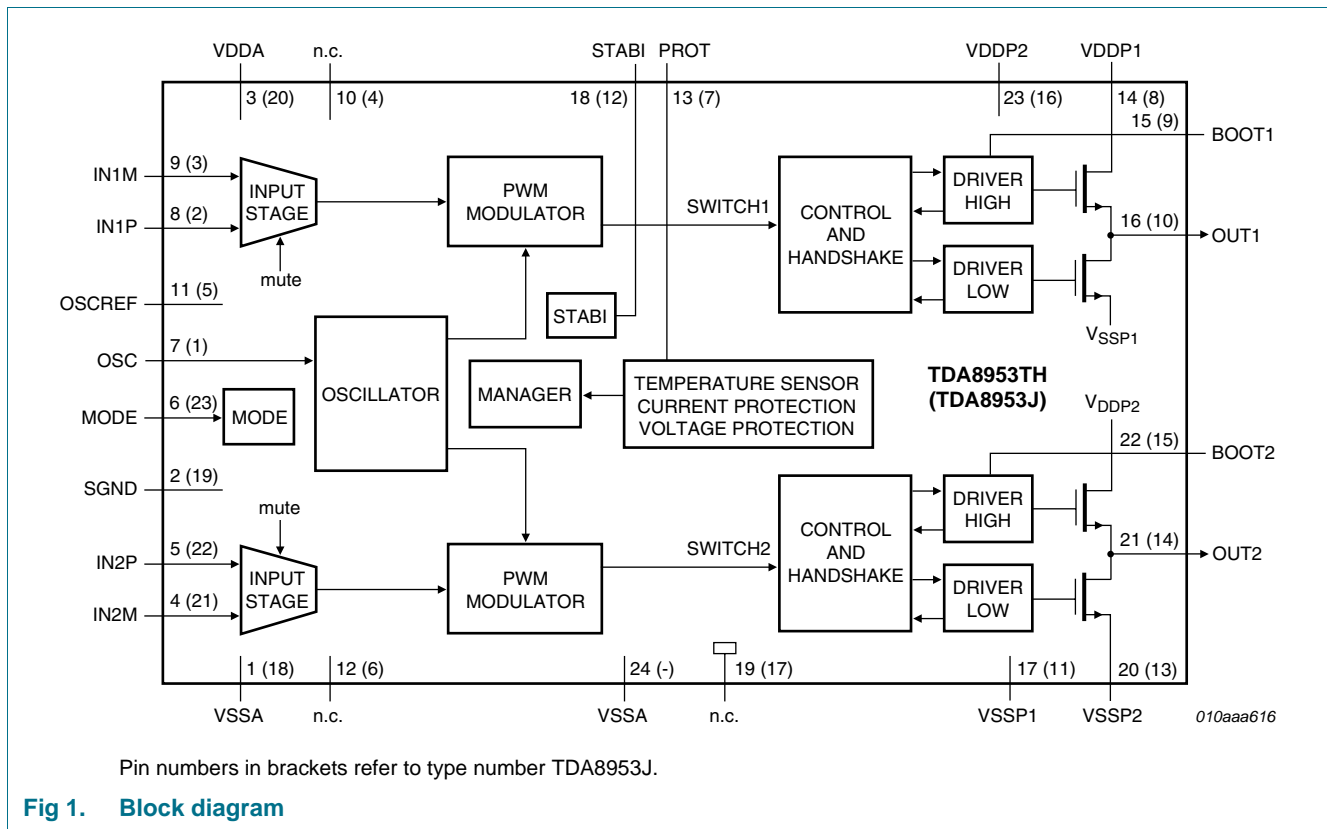 VDDA n.c. STABI PROT VDDP2 VDDP1
3 (20) 10 (4) 18 (12) 13 (7) 23 (16) 14 (8)
15 (9) BOOT1
IN1M 9 (3)
INPUT
STAGE
PWM
MODULATOR
CONTROL
AND
HANDSHAKE
DRIVER
HIGH
IN1P 8 (2)
SWITCH1
16 (10) OUT1
mute
DRIVER
LOW
OSCREF 11 (5)
STABI
VSSP1
OSC 7 (1)
OSCILLATOR
MANAGER
TEMPERATURE SENSOR
CURRENT PROTECTION
VOLTAGE PROTECTION
TDA8953TH
(TDA8953J)
MODE 6 (23)
MODE
VDDP2
22 (15) BOOT2
SGND 2 (19)
mute
DRIVER
HIGH
IN2P 5 (22)
INPUT
STAGE
PWM
MODULATOR
SWITCH2
CONTROL
AND
HANDSHAKE
21 (14) OUT2
IN2M 4 (21)
DRIVER
LOW
1 (18) 12 (6) 24 (-) 19 (17) 17 (11) 20 (13)
VSSA n.c. VSSA n.c. VSSP1 VSSP2 010aaa616
Pin numbers in brackets refer to type number TDA8953J.
Fig 1. Block diagram